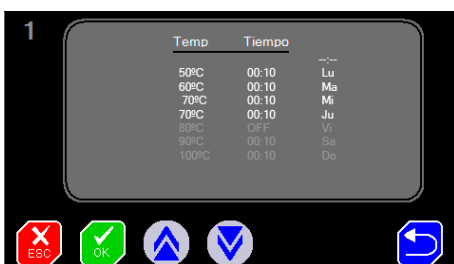 1
Temp Tiempo
--:--
50ºC 00:10 Lu
60ºC 00:10 Ma
70ºC 00:10 Mi
70ºC 00:10 Ju
80ºC OFF Vi
90ºC 00:10 Sa
100ºC 00:10 Do
ESC OK